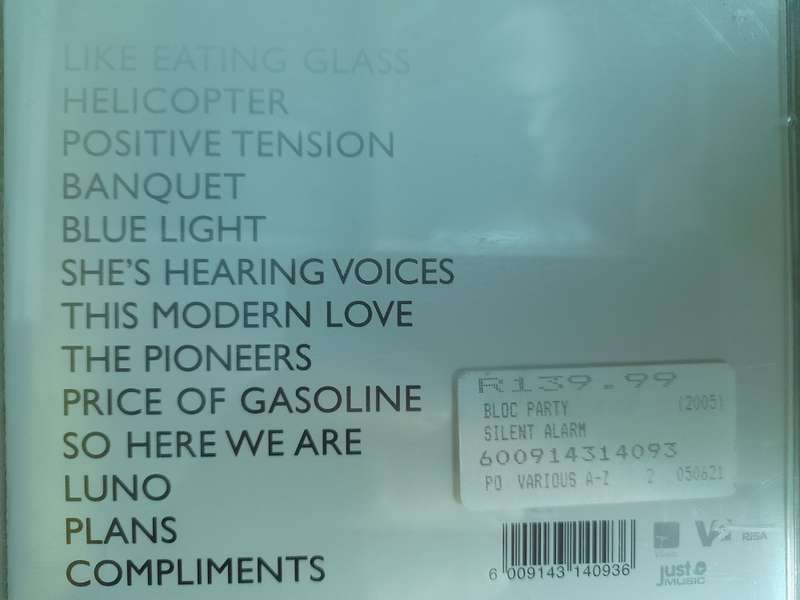 LIKE EATING GLASS
HELICOPTER
POSITIVE TENSION
BANQUET
BLUE LIGHT
SHE'S HEARING VOICES
THIS MODERN LOVE
THE PIONEERS
PRICE OF GASOLINE
SO HERE WE ARE
LUNO
PLANS
COMPLIMENTS
R139.99
BLOC PARTY (2005)
SILENT ALARM
600914314093
PO VARIOUS A-Z 2 050621
6 009143 140936
V2
RISA
just
MUSIC